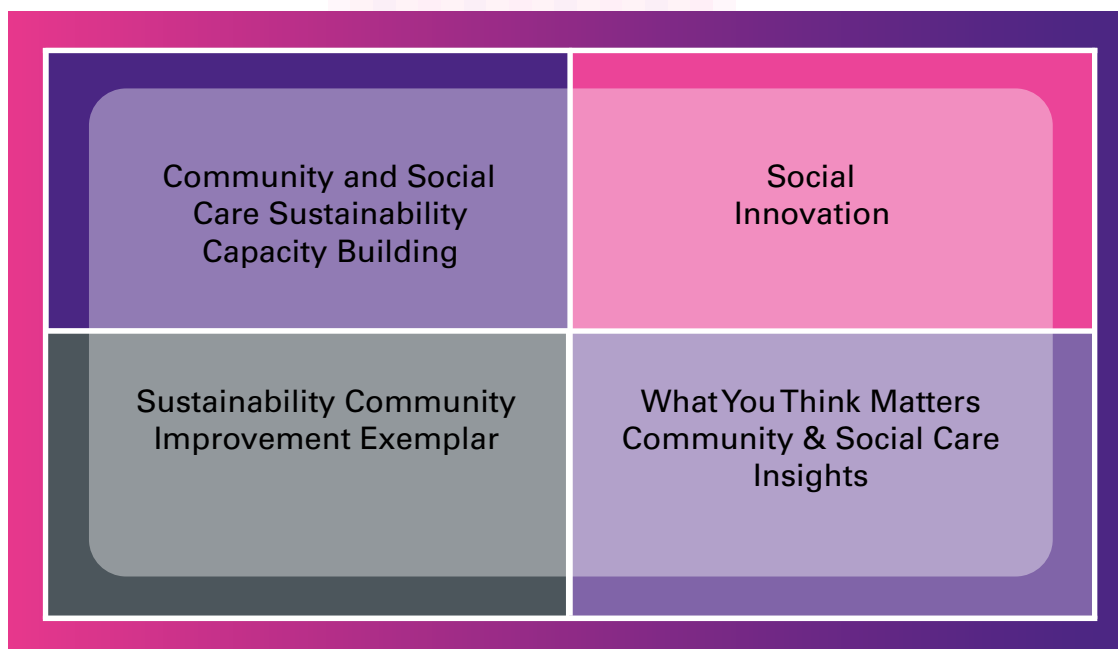 Community and Social
Care Sustainability
Capacity Building
Social
Innovation
Sustainability Community
Improvement Exemplar
What You Think Matters
Community & Social Care
Insights